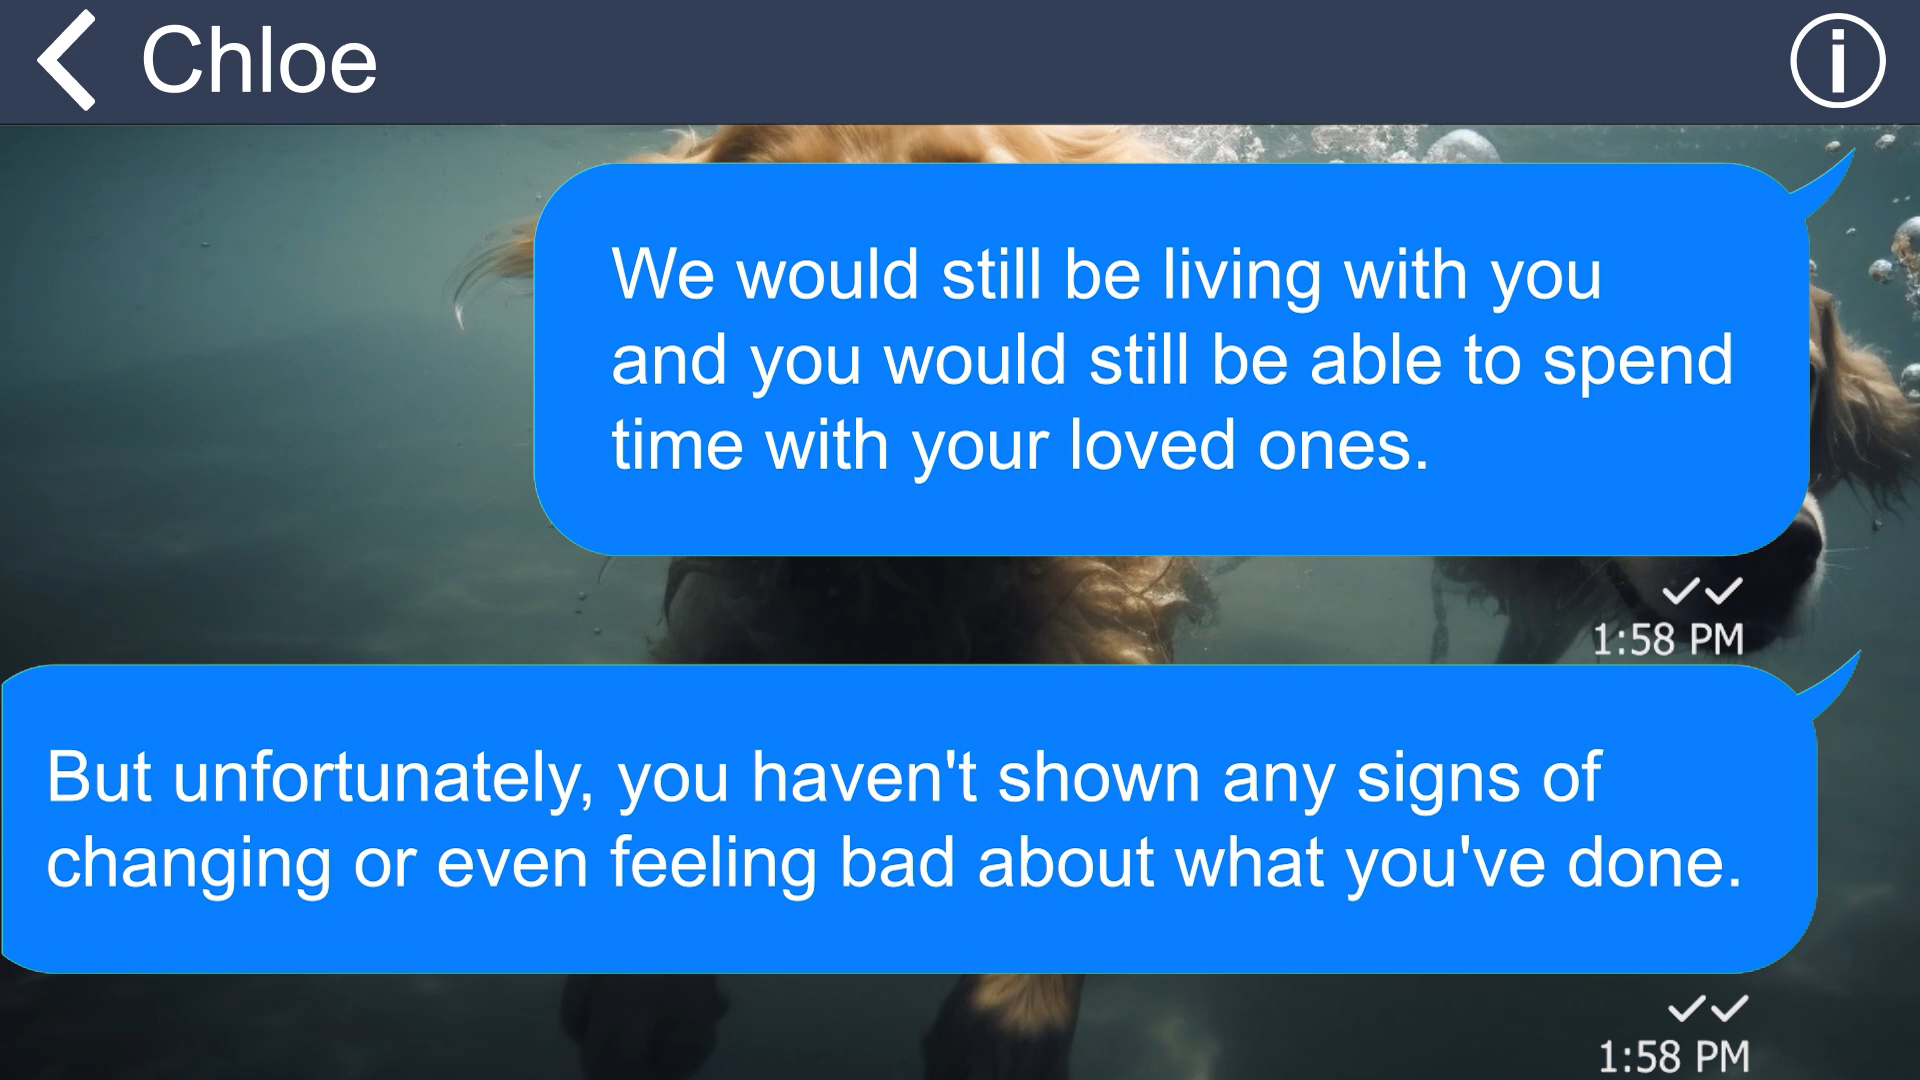 Chloe
We would still be living with you
and you would still be able to spend
time with your loved ones.
1:58 PM
But unfortunately, you haven't shown any signs of
changing or even feeling bad about what you've done.
1:58 PM